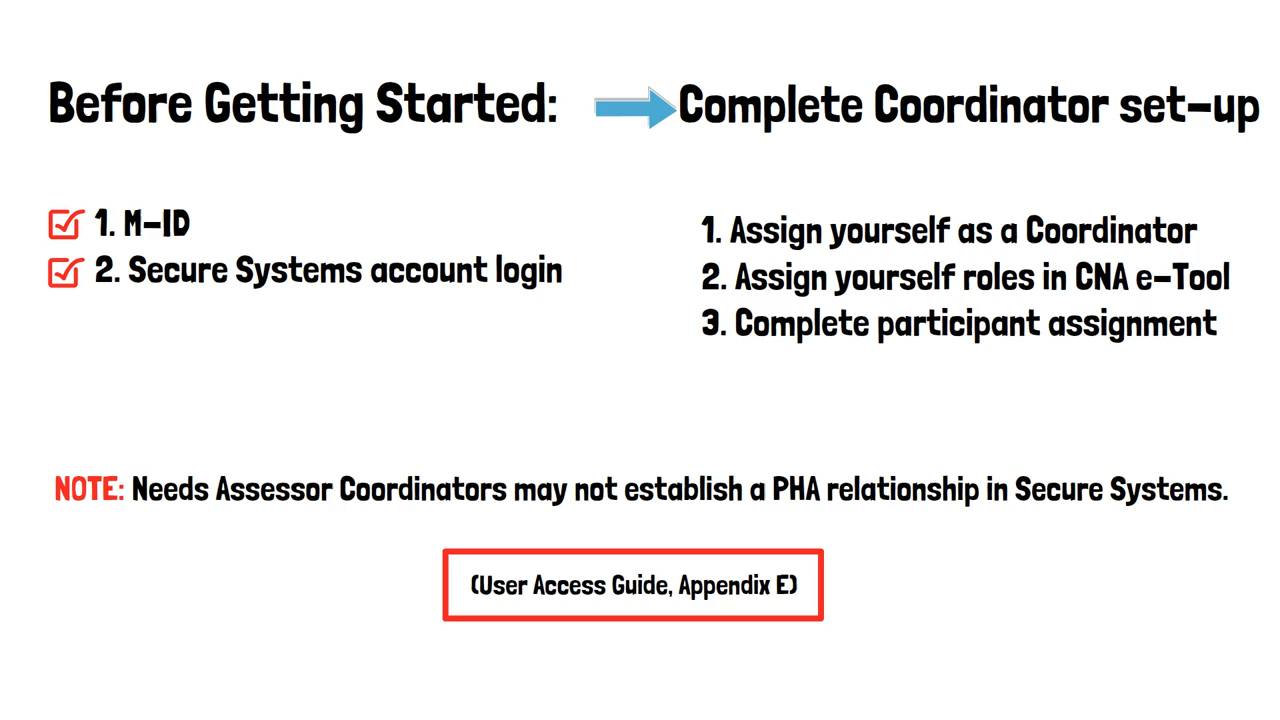 Before Getting Started:
Complete Coordinator set-up
1. M-ID
2. Secure Systems account login
1. Assign yourself as a Coordinator
2. Assign yourself roles in CNA e-Tool
3. Complete participant assignment
NOTE: Needs Assessor Coordinators may not establish a PHA relationship in Secure Systems.
(User Access Guide, Appendix E)